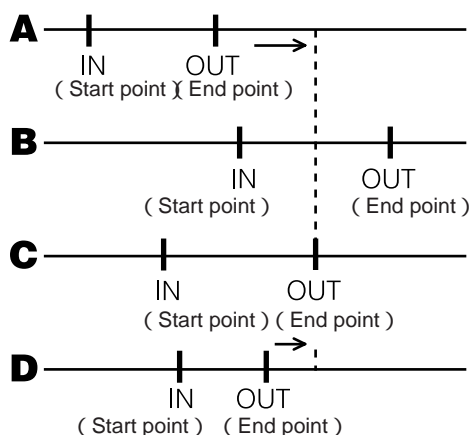 A
IN OUT
( Start point ) ( End point )
B
IN OUT
( Start point ) ( End point )
C
IN OUT
( Start point ) ( End point )
D
IN OUT
( Start point ) ( End point )